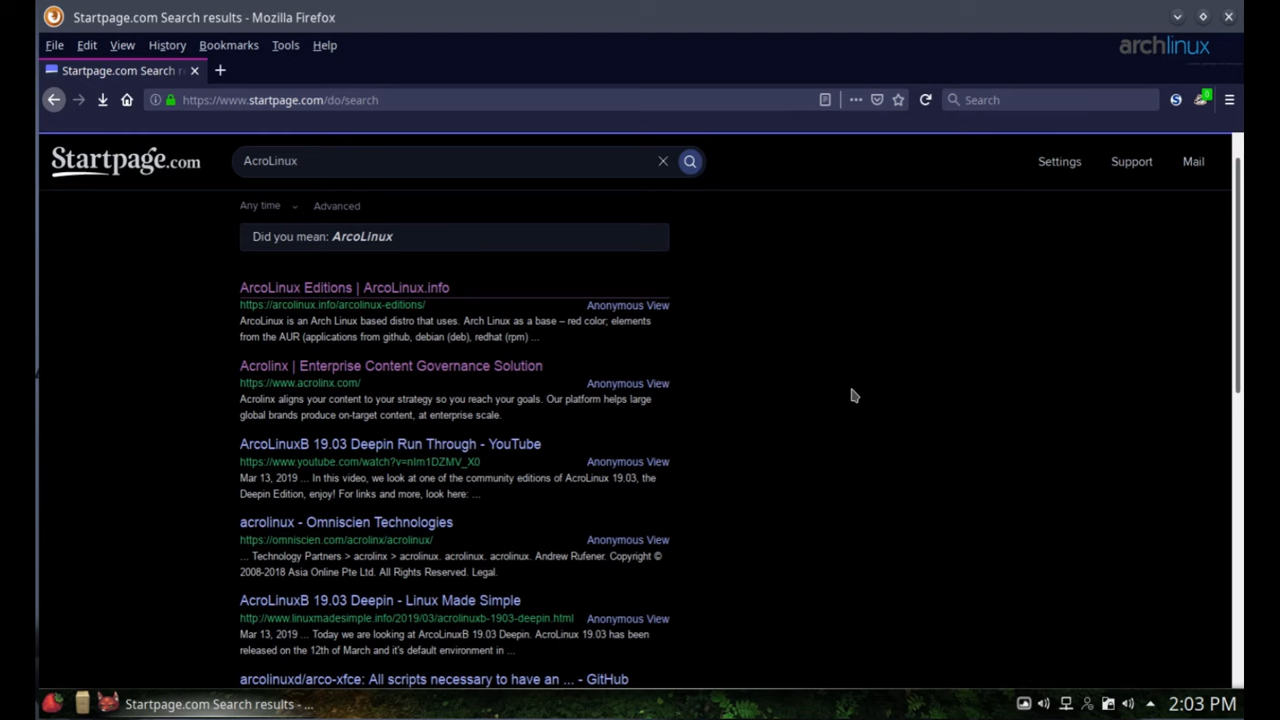 Startpage.com Search results - Mozilla Firefox
File Edit View History Bookmarks Tools Help
archlinux
Startpage.com Search r
https://www.startpage.com/do/search
Search
0
Startpage.com
AcroLinux
Settings Support Mail
Any time Advanced
Did you mean: ArcoLinux
ArcoLinux Editions | ArcoLinux.info
https://arcolinux.info/arcolinux-editions/ Anonymous View
ArcoLinux is an Arch Linux based distro that uses. Arch Linux as a base – red color; elements
from the AUR (applications from github, debian (deb), redhat (rpm) ...
Acrolinx | Enterprise Content Governance Solution
https://www.acrolinx.com/ Anonymous View
Acrolinx aligns your content to your strategy so you reach your goals. Our platform helps large
global brands produce on-target content, at enterprise scale.
ArcoLinuxB 19.03 Deepin Run Through - YouTube
https://www.youtube.com/watch?v=nIm1DZMV_X0 Anonymous View
Mar 13, 2019 ... In this video, we look at one of the community editions of AcroLinux 19.03, the
Deepin Edition, enjoy! For links and more, look here: ...
acrolinux - Omniscien Technologies
https://omniscien.com/acrolinx/acrolinux/ Anonymous View
... Technology Partners > acrolinx > acrolinux. acrolinux. acrolinux. Andrew Rufener. Copyright ©
2008-2018 Asia Online Pte Ltd. All Rights Reserved. Legal.
AcroLinuxB 19.03 Deepin - Linux Made Simple
http://www.linuxmadesimple.info/2019/03/acrolinuxb-1903-deepin.html Anonymous View
Mar 13, 2019 ... Today we are looking at ArcoLinuxB 19.03 Deepin. AcroLinux 19.03 has been
released on the 12th of March and it's default environment in ...
arcolinuxd/arco-xfce: All scripts necessary to have an ... - GitHub
Startpage.com Search results - ...
2:03 PM